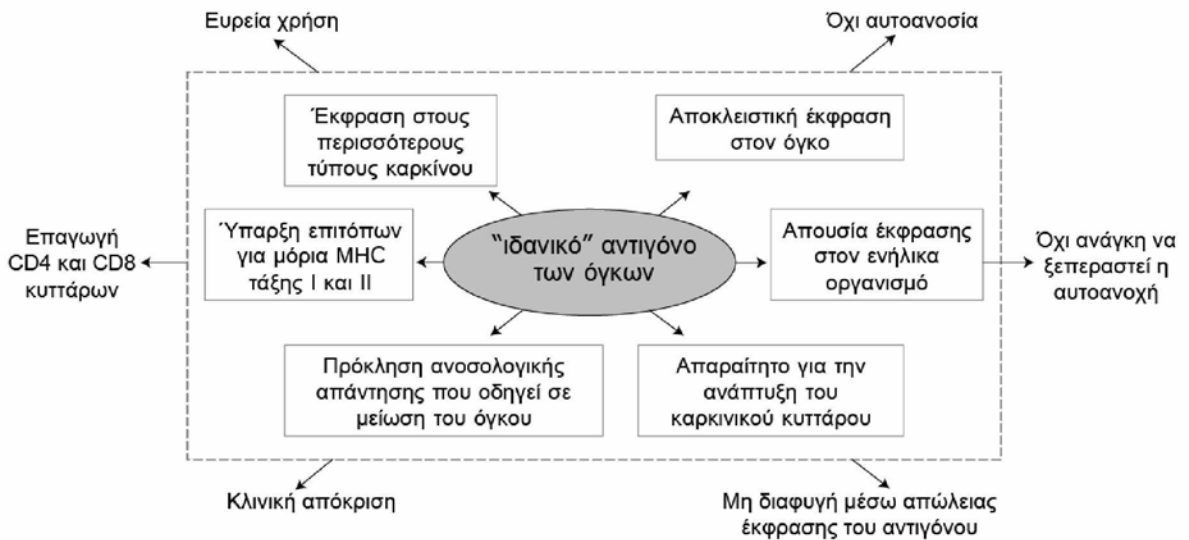 Ευρεία χρήση
Όχι αυτοανοσία
Έκφραση στους
περισσότερους
τύπους καρκίνου
Αποκλειστική έκφραση
στον όγκο
Επαγωγή
CD4 και CD8
κυττάρων
Ύπαρξη επιτόπων
για μόρια MHC
τάξης I και II
"ιδανικό" αντιγόνο
των όγκων
Απουσία έκφρασης
στον ενήλικα
οργανισμό
Όχι ανάγκη να
ξεπεραστεί η
αυτοανοχή
Πρόκληση ανοσολογικής
απάντησης που οδηγεί σε
μείωση του όγκου
Απαραίτητο για την
ανάπτυξη του
καρκινικού κυττάρου
Κλινική απόκριση
Μη διαφυγή μέσω απώλειας
έκφρασης του αντιγόνου